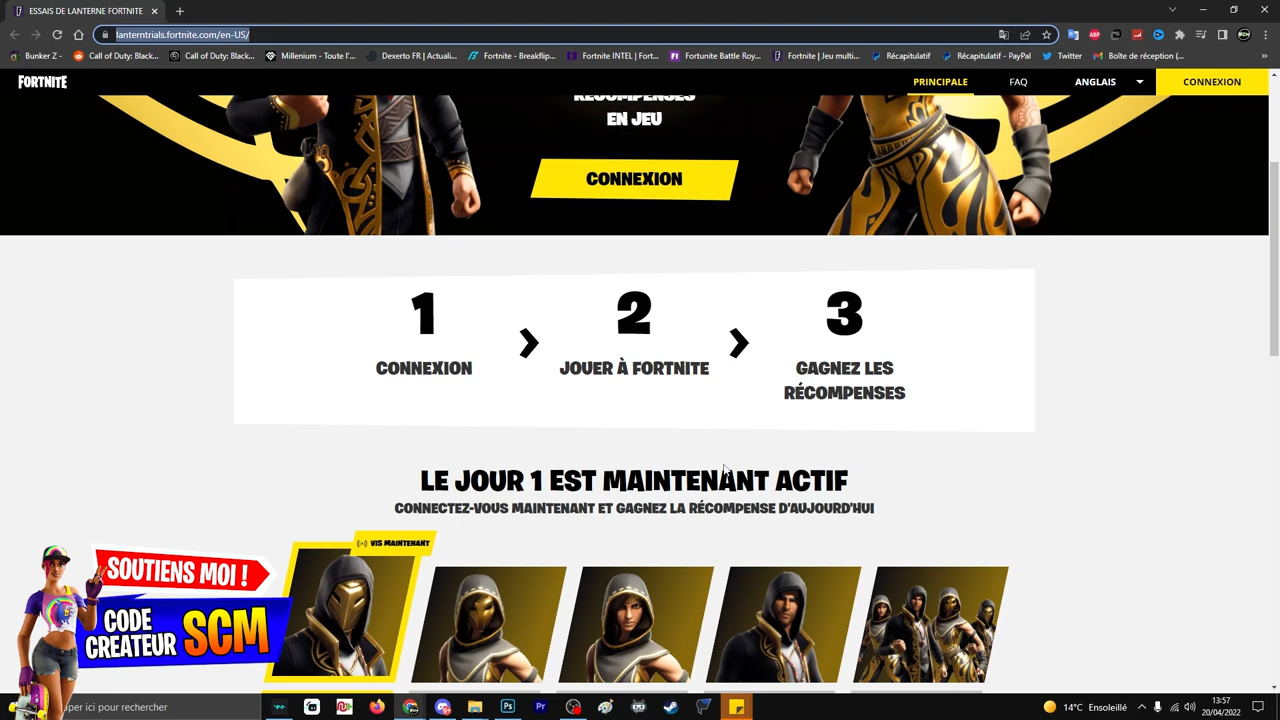 ESSAIS DE LANTERNE FORTNITE
lanterntrials.fortnite.com/en-US/
Bunker Z - Call of Duty: Black... Call of Duty: Black... Millenium - Toute l'... Dexerto FR | Actuali... Fortnite - Breakflip... Fortnite INTEL | Fort... Fortunite Battle Roy... Fortnite | Jeu multi... Récapitulatif Récapitulatif - PayPal Twitter Boîte de réception (... »
FORTNITE PRINCIPALE FAQ ANGLAIS CONNEXION
RÉCOMPENSES
EN JEU
CONNEXION
1 2 3
CONNEXION JOUER À FORTNITE GAGNEZ LES
RÉCOMPENSES
LE JOUR 1 EST MAINTENANT ACTIF
CONNECTEZ-VOUS MAINTENANT ET GAGNEZ LA RÉCOMPENSE D'AUJOURD'HUI
VIS MAINTENANT
SOUTIENS MOI !
CODE
CREATEUR SCM
per ici pour rechercher
14°C Ensoleillé
13:57
20/04/2022